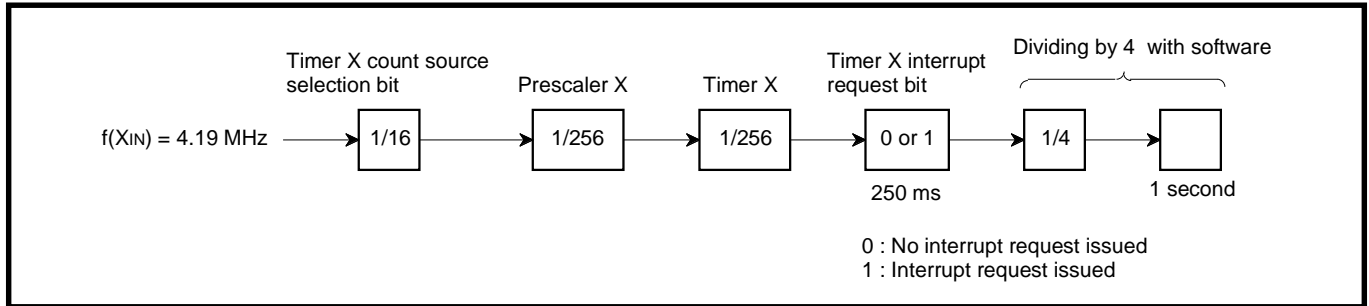 Dividing by 4 with software
Timer X count source
selection bit
Prescaler X
Timer X
Timer X interrupt
request bit
f(XIN) = 4.19 MHz
1/16
1/256
1/256
0 or 1
1/4
250 ms
1 second
0 : No interrupt request issued
1 : Interrupt request issued